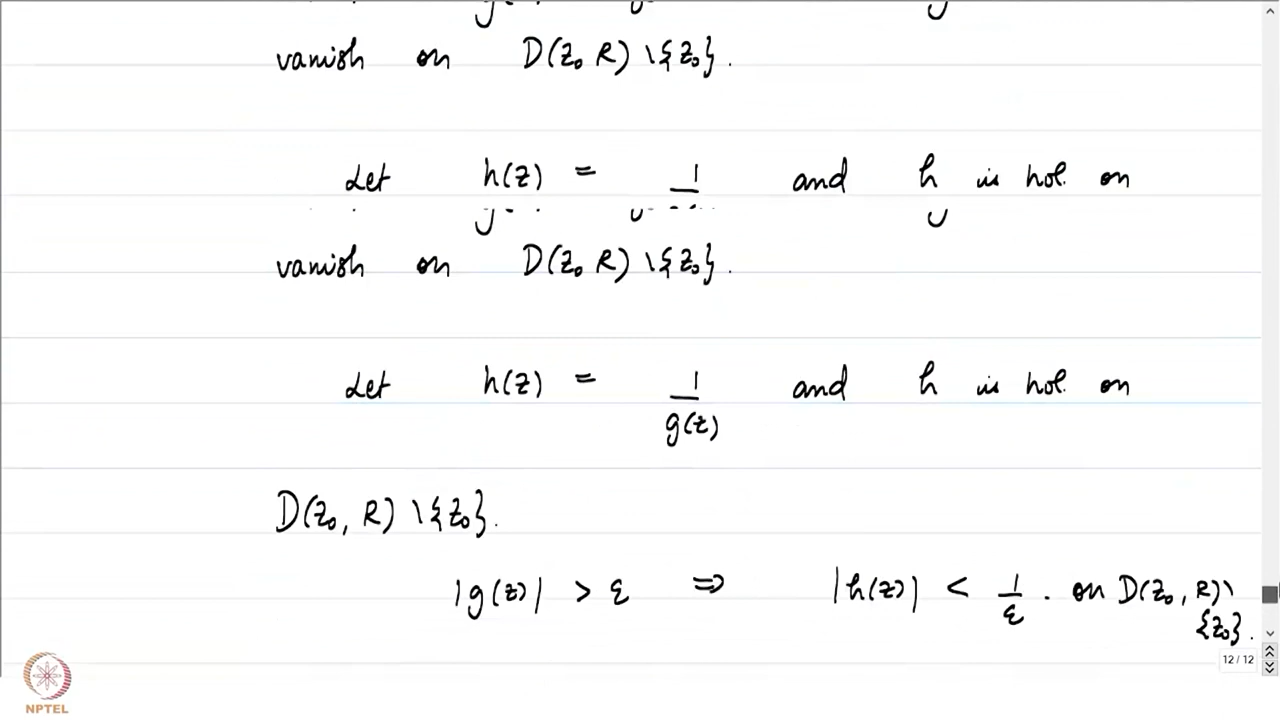 vanish on D(z₀ R) \{z₀}.
Let h(z) = 1 and h is hol. on
vanish on D(z₀ R) \{z₀}.
Let h(z) = 1/g(z) and h is hol. on
D(z₀, R) \{z₀}.
|g(z)| > ε ⇒ |h(z)| < 1/ε . on D(z₀, R) \
{z₀}.
12 / 12
NPTEL